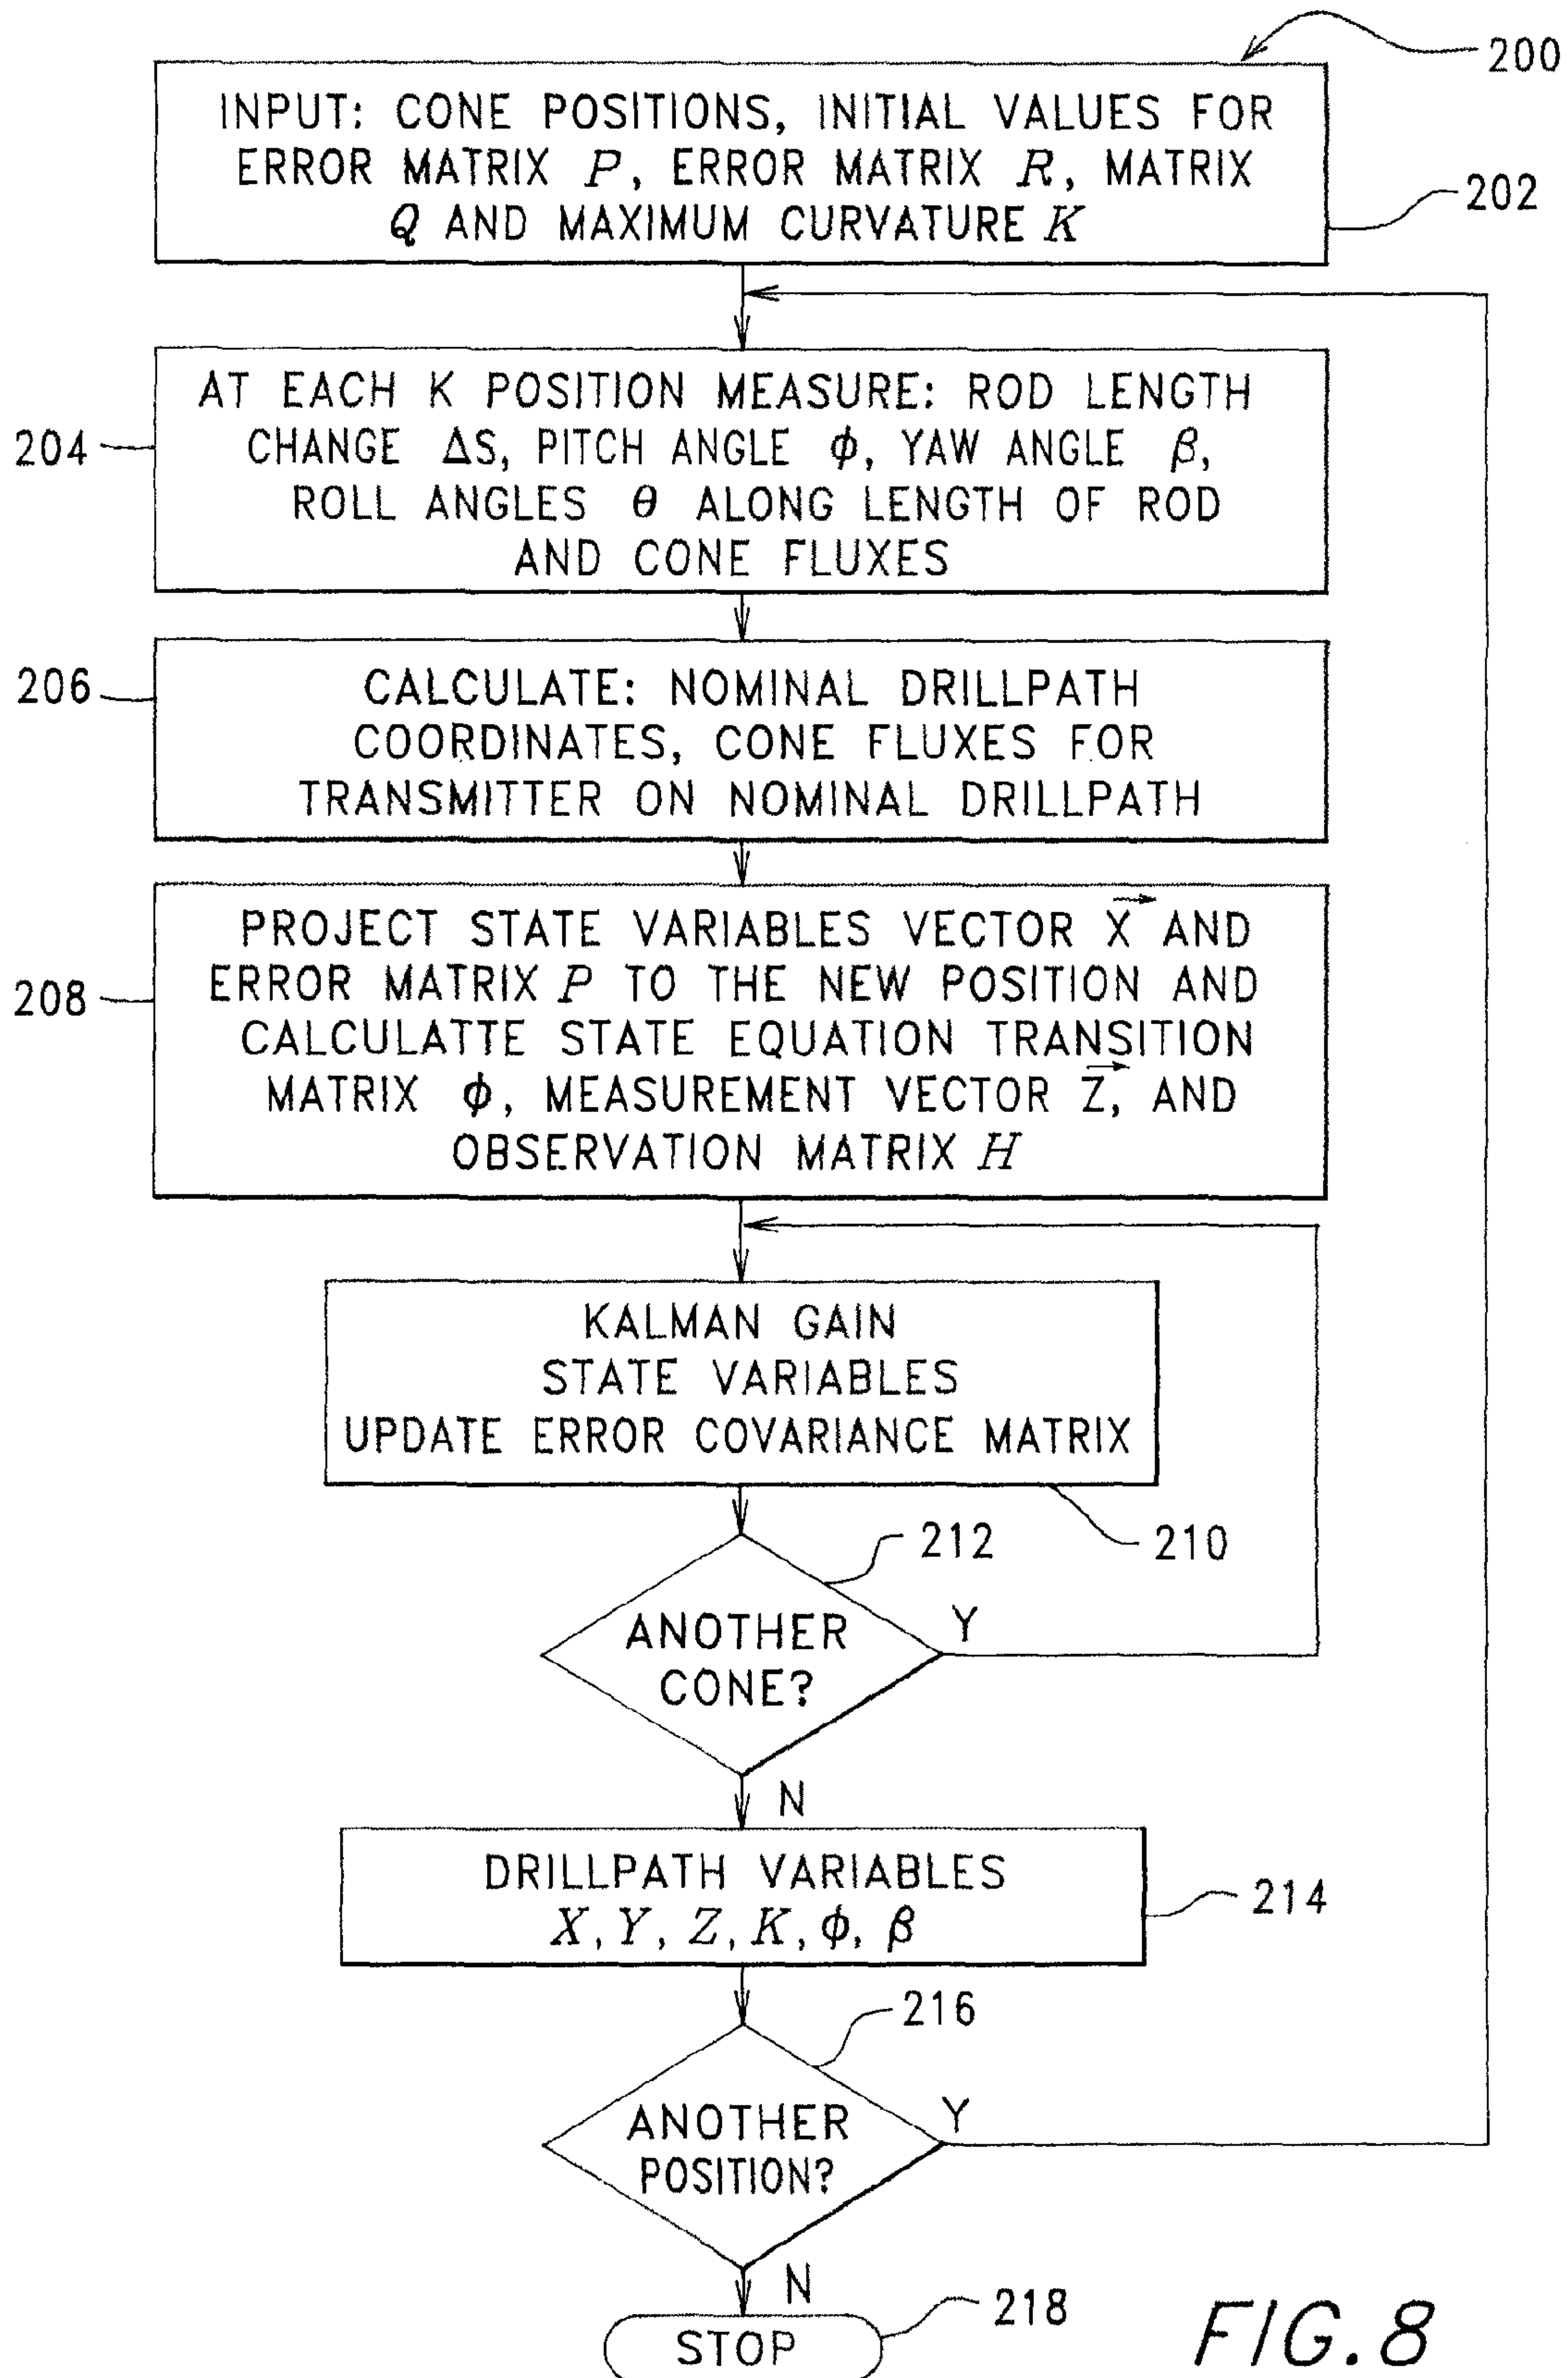 200
INPUT: CONE POSITIONS, INITIAL VALUES FOR
ERROR MATRIX P, ERROR MATRIX R, MATRIX
Q AND MAXIMUM CURVATURE K
202
AT EACH K POSITION MEASURE: ROD LENGTH
CHANGE ΔS, PITCH ANGLE ϕ, YAW ANGLE β,
ROLL ANGLES θ ALONG LENGTH OF ROD
AND CONE FLUXES
204
CALCULATE: NOMINAL DRILLPATH
COORDINATES, CONE FLUXES FOR
TRANSMITTER ON NOMINAL DRILLPATH
206
PROJECT STATE VARIABLES VECTOR X⃗ AND
ERROR MATRIX P TO THE NEW POSITION AND
CALCULATTE STATE EQUATION TRANSITION
MATRIX ϕ, MEASUREMENT VECTOR Z⃗, AND
OBSERVATION MATRIX H
208
KALMAN GAIN
STATE VARIABLES
UPDATE ERROR COVARIANCE MATRIX
210
212
ANOTHER
CONE?
Y
N
DRILLPATH VARIABLES
X, Y, Z, K, ϕ, β
214
216
ANOTHER
POSITION?
Y
N
STOP
218
FIG. 8